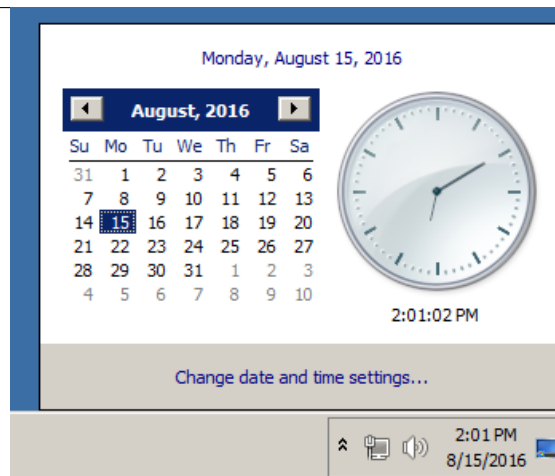 Monday, August 15, 2016
August, 2016
Su Mo Tu We Th Fr Sa
31 1 2 3 4 5 6
7 8 9 10 11 12 13
14 15 16 17 18 19 20
21 22 23 24 25 26 27
28 29 30 31 1 2 3
4 5 6 7 8 9 10
2:01:02 PM
Change date and time settings...
2:01 PM
8/15/2016